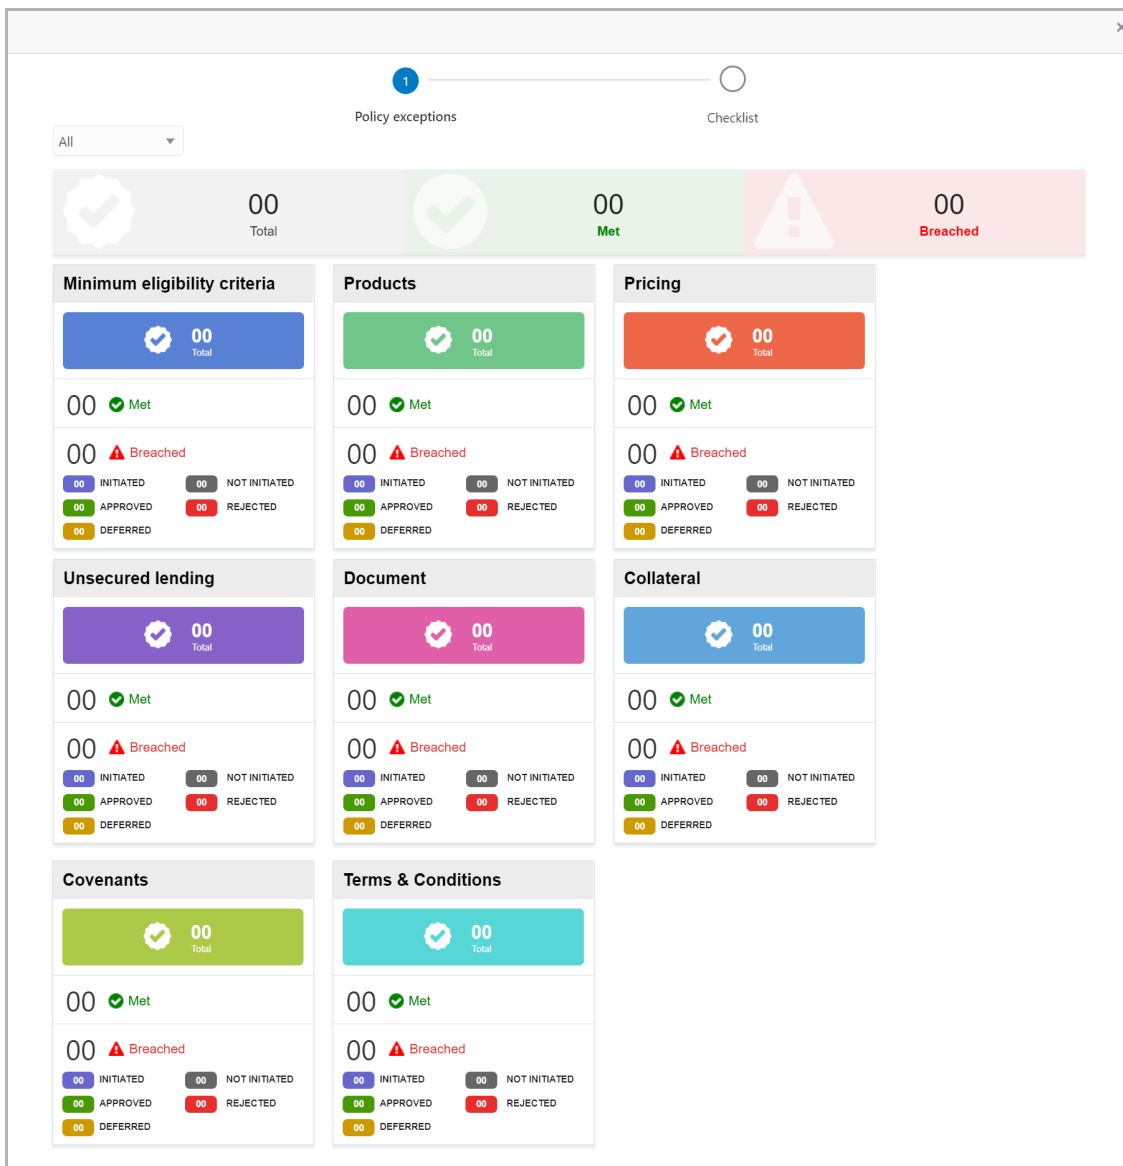 ×
1
Policy exceptions
Checklist
All
00
Total
00
Met
00
Breached
Minimum eligibility criteria
00
Total
00 Met
00 Breached
00 INITIATED 00 NOT INITIATED
00 APPROVED 00 REJECTED
00 DEFERRED
Products
00
Total
00 Met
00 Breached
00 INITIATED 00 NOT INITIATED
00 APPROVED 00 REJECTED
00 DEFERRED
Pricing
00
Total
00 Met
00 Breached
00 INITIATED 00 NOT INITIATED
00 APPROVED 00 REJECTED
00 DEFERRED
Unsecured lending
00
Total
00 Met
00 Breached
00 INITIATED 00 NOT INITIATED
00 APPROVED 00 REJECTED
00 DEFERRED
Document
00
Total
00 Met
00 Breached
00 INITIATED 00 NOT INITIATED
00 APPROVED 00 REJECTED
00 DEFERRED
Collateral
00
Total
00 Met
00 Breached
00 INITIATED 00 NOT INITIATED
00 APPROVED 00 REJECTED
00 DEFERRED
Covenants
00
Total
00 Met
00 Breached
00 INITIATED 00 NOT INITIATED
00 APPROVED 00 REJECTED
00 DEFERRED
Terms & Conditions
00
Total
00 Met
00 Breached
00 INITIATED 00 NOT INITIATED
00 APPROVED 00 REJECTED
00 DEFERRED